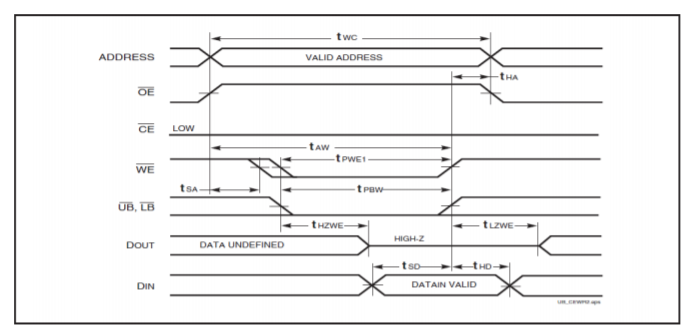 tWC
ADDRESS
VALID ADDRESS
tHA
OE
CE
LOW
tAW
tPWE1
WE
tSA
tPBW
UB, LB
tHZWE
tLZWE
DOUT
DATA UNDEFINED
HIGH-Z
tSD
tHD
DIN
DATAIN VALID